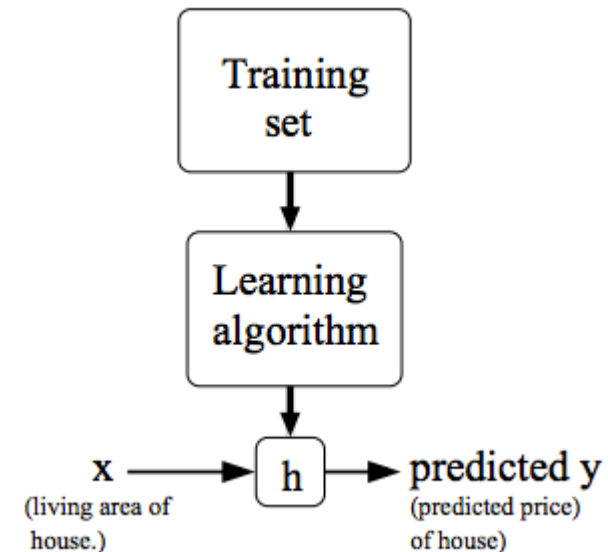 Training
set
Learning
algorithm
x
h
predicted y
(living area of
house.)
(predicted price)
of house)